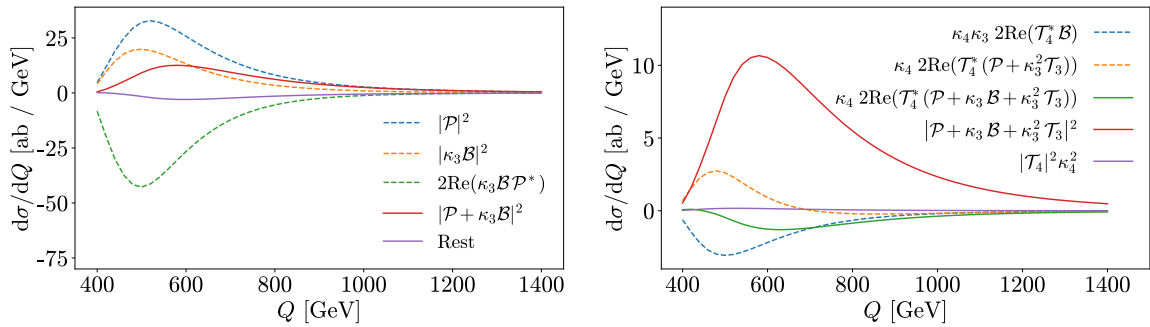 dσ/dQ [ab / GeV]
25
0
-25
-50
-75
|𝒫|²
|κ₃ℬ|²
2Re(κ₃ℬ𝒫*)
|𝒫 + κ₃ℬ|²
Rest
400 600 800 1000 1200 1400
Q [GeV]
dσ/dQ [ab / GeV]
10
5
0
κ₄κ₃ 2Re(𝒯₄*ℬ)
κ₄ 2Re(𝒯₄*(𝒫 + κ₃²𝒯₃))
κ₄ 2Re(𝒯₄*(𝒫 + κ₃ℬ + κ₃²𝒯₃))
|𝒫 + κ₃ℬ + κ₃²𝒯₃|²
|𝒯₄|²κ₄²
400 600 800 1000 1200 1400
Q [GeV]